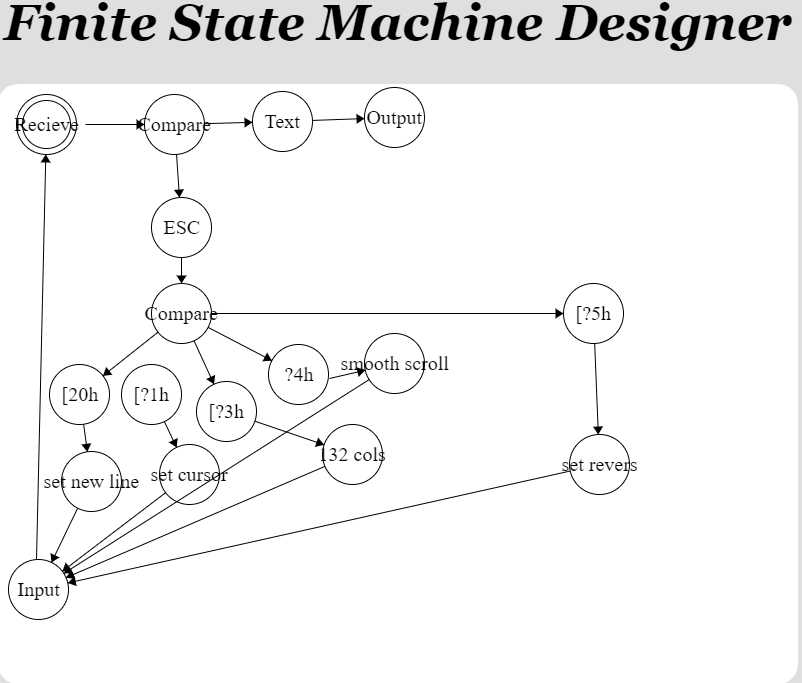 Finite State Machine Designer
Recieve
Compare
Text
Output
ESC
Compare
[?5h
[20h
[?1h
[?3h
?4h
smooth scroll
set new line
set cursor
132 cols
set revers
Input